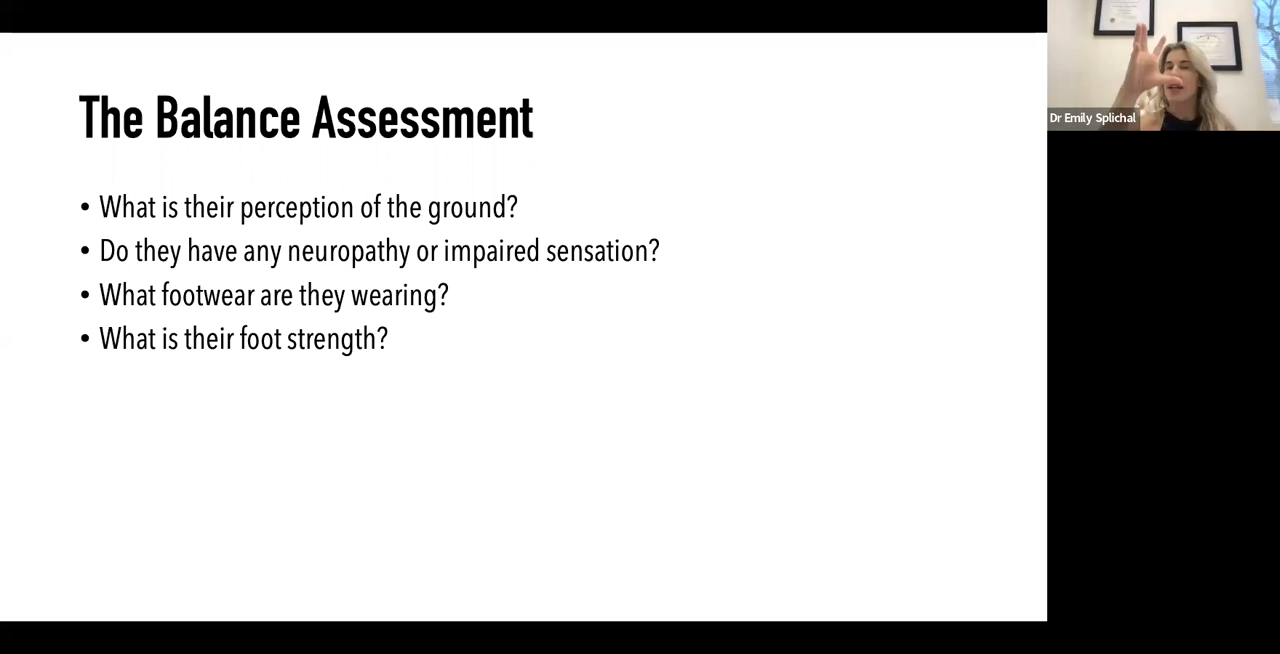 The Balance Assessment
• What is their perception of the ground?
• Do they have any neuropathy or impaired sensation?
• What footwear are they wearing?
• What is their foot strength?
Dr Emily Splichal